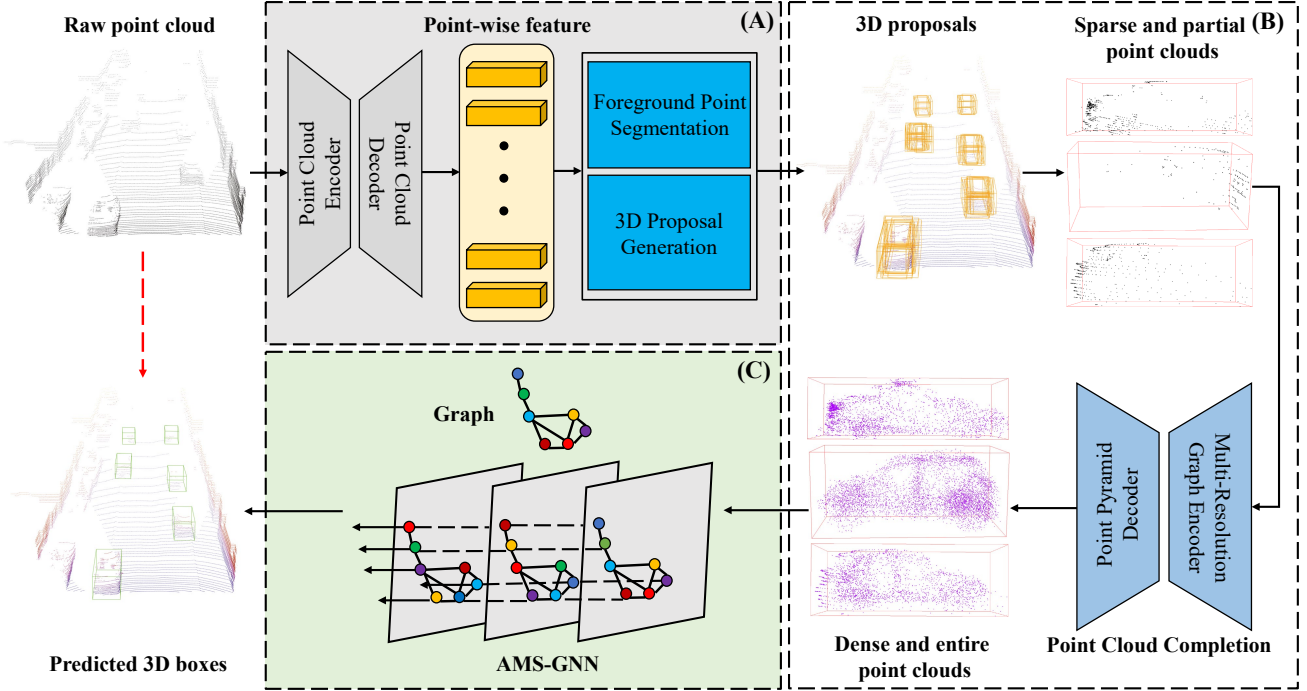 Raw point cloud
Point-wise feature
(A)
Point Cloud
Encoder
Point Cloud
Decoder
Foreground Point
Segmentation
3D Proposal
Generation
3D proposals
Sparse and partial
point clouds
(B)
Multi-Resolution
Graph Encoder
Point Pyramid
Decoder
Point Cloud Completion
Dense and entire
point clouds
(C)
Graph
AMS-GNN
Predicted 3D boxes